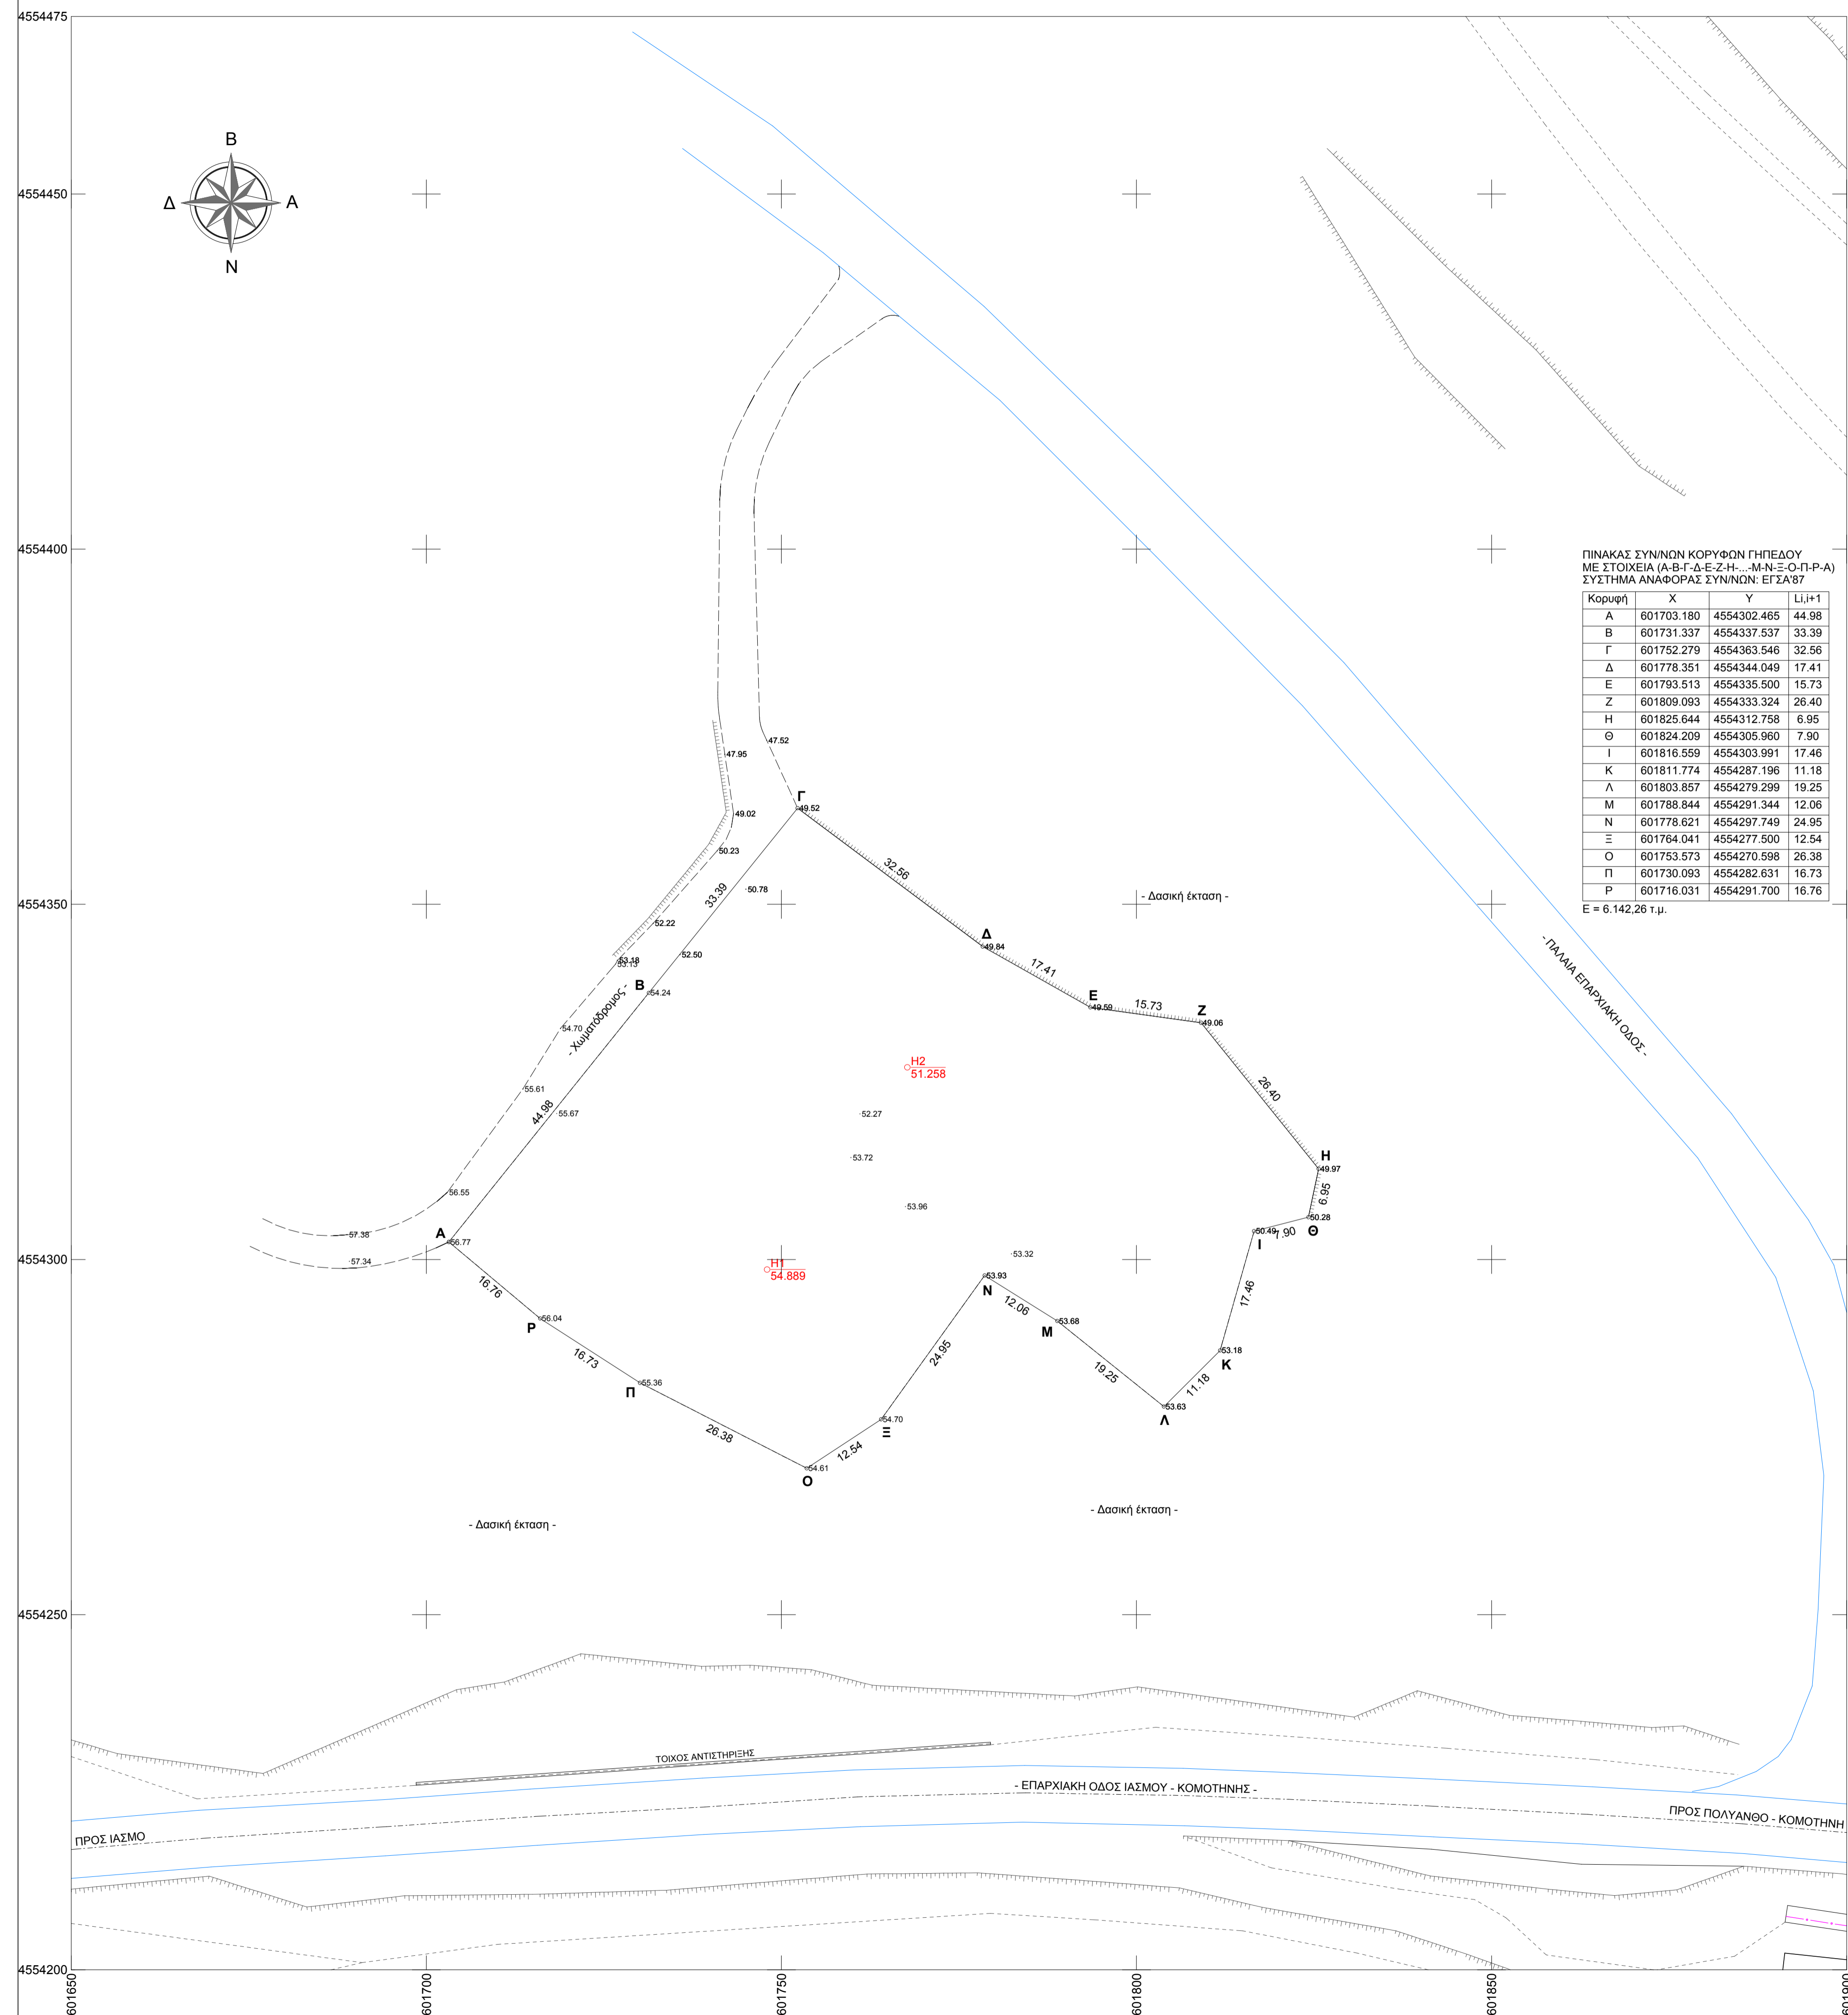 4554475
B
4554450
Δ
A
N
4554400
ΠΙΝΑΚΑΣ ΣΥΝ/ΝΩΝ ΚΟΡΥΦΩΝ ΓΗΠΕΔΟΥ
ΜΕ ΣΤΟΙΧΕΙΑ (Α-Β-Γ-Δ-Ε-Ζ-Η-...-Μ-Ν-Ξ-Ο-Π-Ρ-Α)
ΣΥΣΤΗΜΑ ΑΝΑΦΟΡΑΣ ΣΥΝ/ΝΩΝ: ΕΓΣΑ'87
Κορυφή X Y Li,i+1
Α 601703.180 4554302.465 44.98
Β 601731.337 4554337.537 33.39
Γ 601752.279 4554363.546 32.56
Δ 601778.351 4554344.049 17.41
Ε 601793.513 4554335.500 15.73
Ζ 601809.093 4554333.324 26.40
Η 601825.644 4554312.758 6.95
Θ 601824.209 4554305.960 7.90
Ι 601816.559 4554303.991 17.46
Κ 601811.774 4554287.196 11.18
Λ 601803.857 4554279.299 19.25
Μ 601788.844 4554291.344 12.06
Ν 601778.621 4554297.749 24.95
Ξ 601764.041 4554277.500 12.54
Ο 601753.573 4554270.598 26.38
Π 601730.093 4554282.631 16.73
Ρ 601716.031 4554291.700 16.76
Ε = 6.142,26 τ.μ.
47.52
47.95
Γ
49.52
49.02
50.23
32.56
33.39
50.78
- Δασική έκταση -
4554350
52.22
Δ
49.84
- ΠΑΛΑΙΑ ΕΠΑΡΧΙΑΚΗ ΟΔΟΣ -
52.50
53.18
53.13
17.41
Β
54.24
Ε
49.59
15.73
Ζ
49.06
- Χωματόδρομος -
54.70
H2
51.258
26.40
55.61
44.98
55.67
52.27
53.72
Η
49.97
56.55
6.95
53.96
50.28
Θ
Α
57.38
56.77
50.49
7.90
Ι
4554300
57.34
53.32
H1
54.889
53.93
Ν
16.76
12.06
17.46
56.04
Ρ
53.68
Μ
16.73
24.95
53.18
Κ
19.25
11.18
55.36
Π
53.63
Λ
54.70
Ξ
26.38
12.54
54.61
Ο
- Δασική έκταση -
- Δασική έκταση -
4554250
ΤΟΙΧΟΣ ΑΝΤΙΣΤΗΡΙΞΗΣ
- ΕΠΑΡΧΙΑΚΗ ΟΔΟΣ ΙΑΣΜΟΥ - ΚΟΜΟΤΗΝΗΣ -
ΠΡΟΣ ΠΟΛΥΑΝΘΟ - ΚΟΜΟΤΗΝΗ
ΠΡΟΣ ΙΑΣΜΟ
4554200
601650
601700
601750
601800
601850